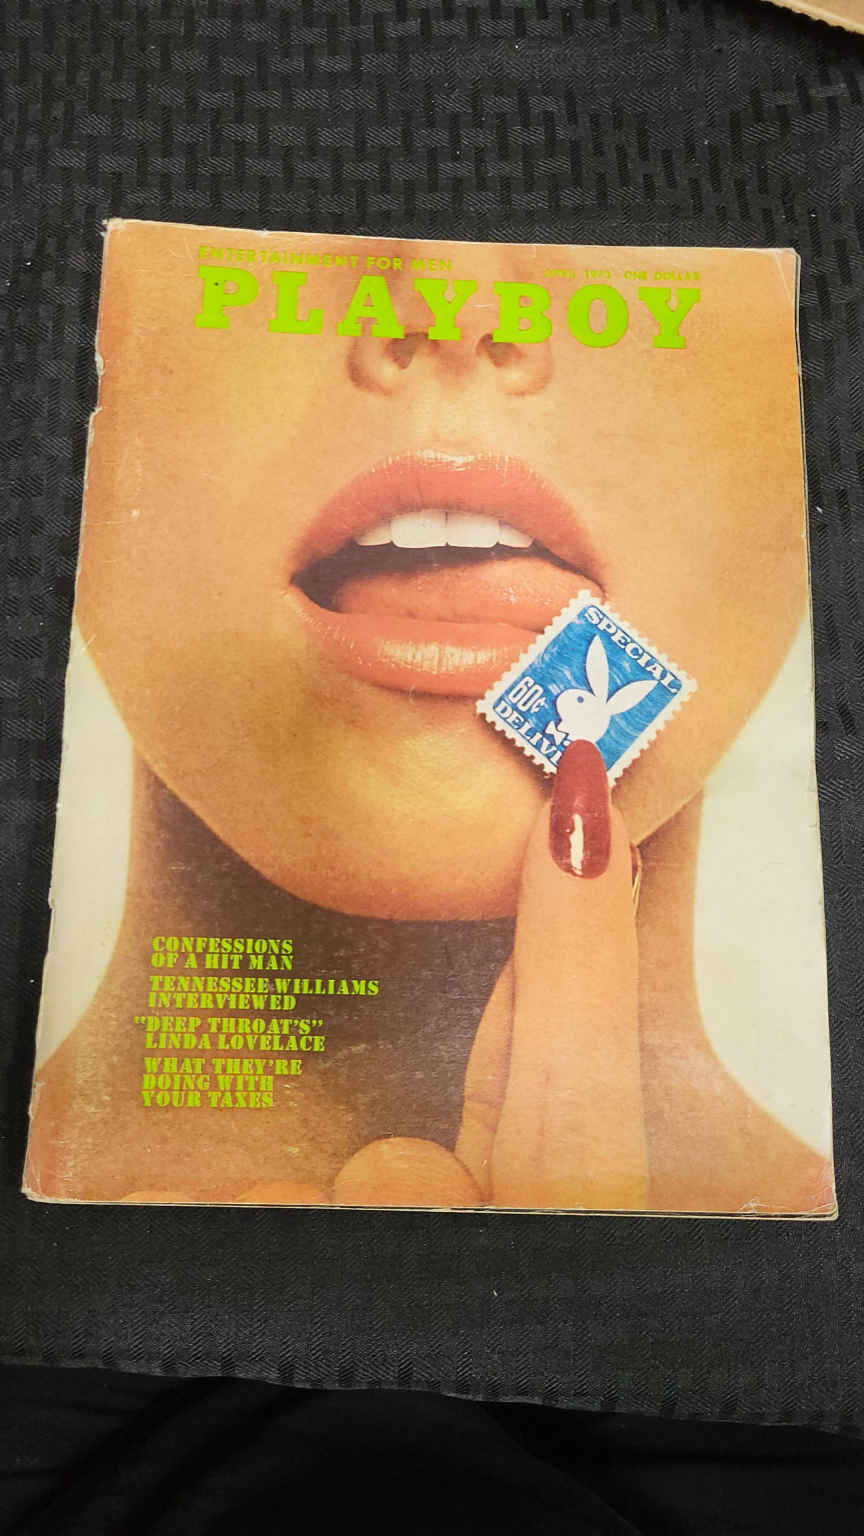 ENTERTAINMENT FOR MEN
APRIL 1973 • ONE DOLLAR
PLAYBOY
SPECIAL
60¢
DELIV
CONFESSIONS
OF A HIT MAN
TENNESSEE WILLIAMS
INTERVIEWED
"DEEP THROAT'S"
LINDA LOVELACE
WHAT THEY'RE
DOING WITH
YOUR TAXES